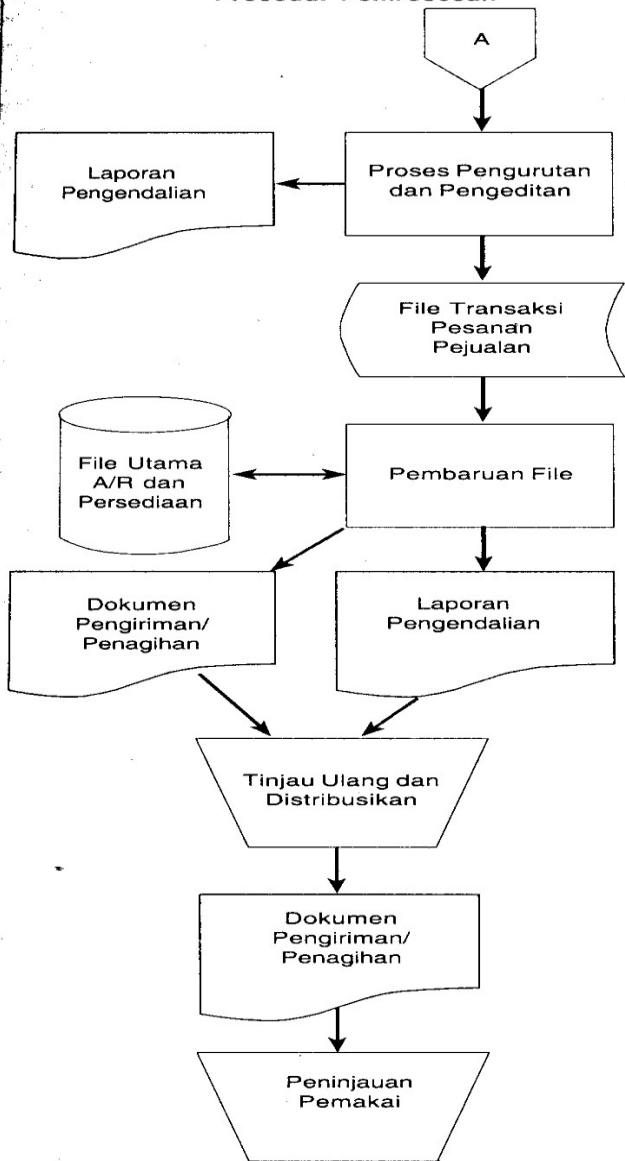 A
Laporan
Pengendalian
Proses Pengurutan
dan Pengeditan
File Transaksi
Pesanan
Pejualan
File Utama
A/R dan
Persediaan
Pembaruan File
Dokumen
Pengiriman/
Penagihan
Laporan
Pengendalian
Tinjau Ulang dan
Distribusikan
Dokumen
Pengiriman/
Penagihan
Peninjauan
Pemakai